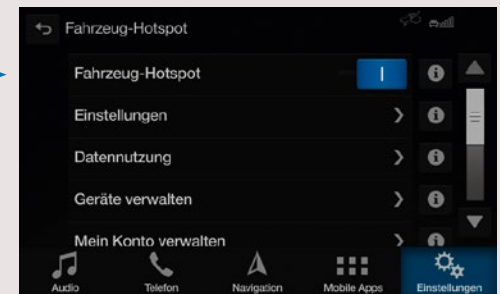 Fahrzeug-Hotspot
Fahrzeug-Hotspot
Einstellungen
Datennutzung
Geräte verwalten
Mein Konto verwalten
Audio Telefon Navigation Mobile Apps Einstellungen